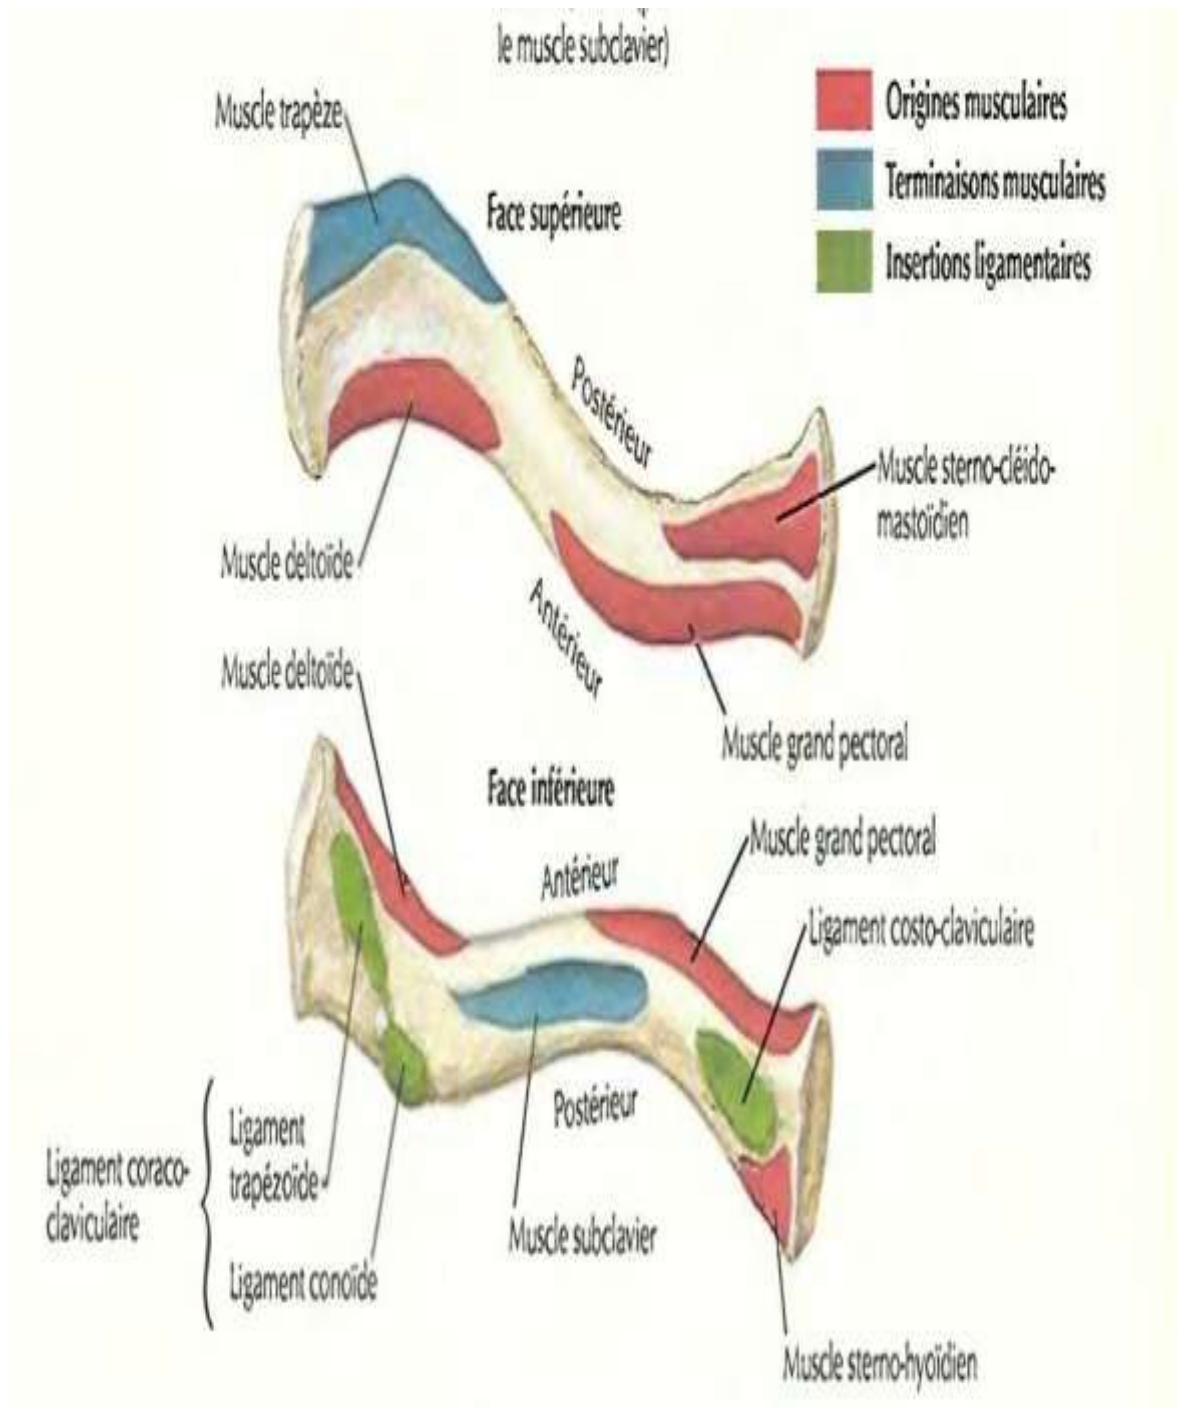 le muscle subclavier)
Muscle trapèze
Origines musculaires
Terminaisons musculaires
Insertions ligamentaires
Face supérieure
Postérieur
Muscle sterno-cléido-
mastoïdien
Muscle deltoïde
Antérieur
Muscle grand pectoral
Muscle deltoïde
Face inférieure
Antérieur
Muscle grand pectoral
Ligament costo-claviculaire
Postérieur
Ligament coraco-
claviculaire
Ligament
trapézoïde
Ligament conoïde
Muscle subclavier
Muscle sterno-hyoïdien